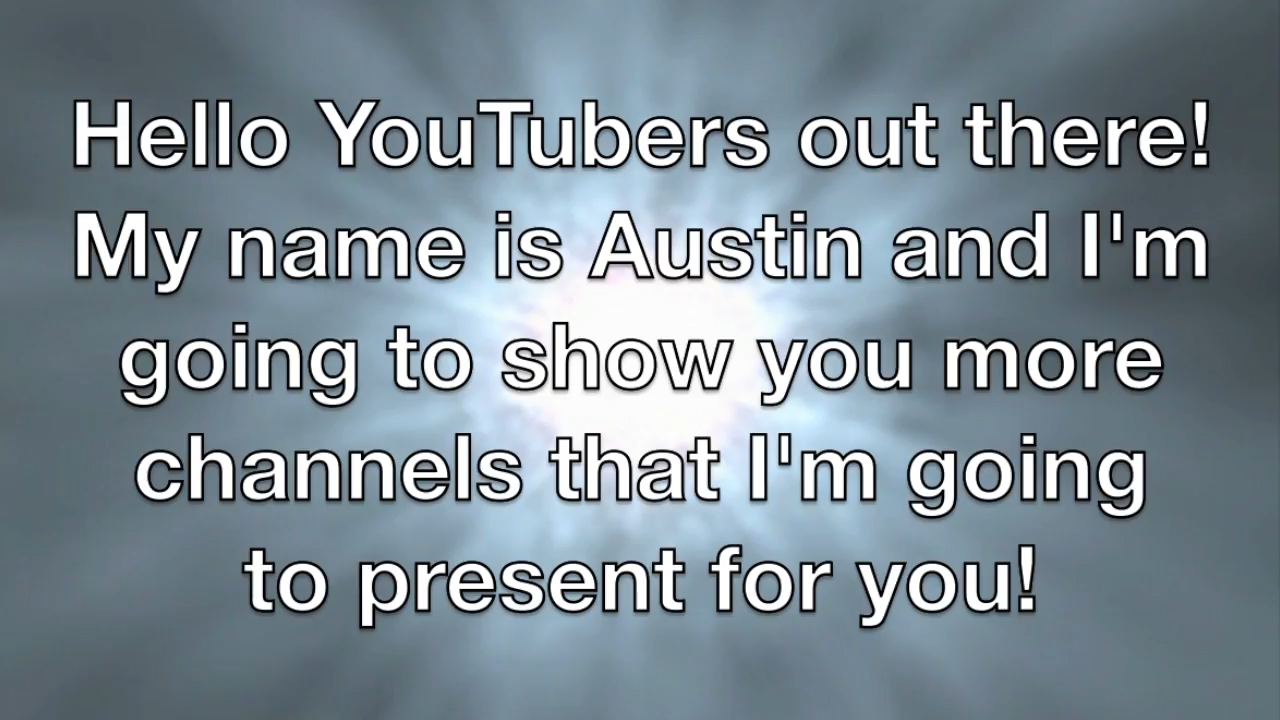 Hello YouTubers out there!
My name is Austin and I'm
going to show you more
channels that I'm going
to present for you!